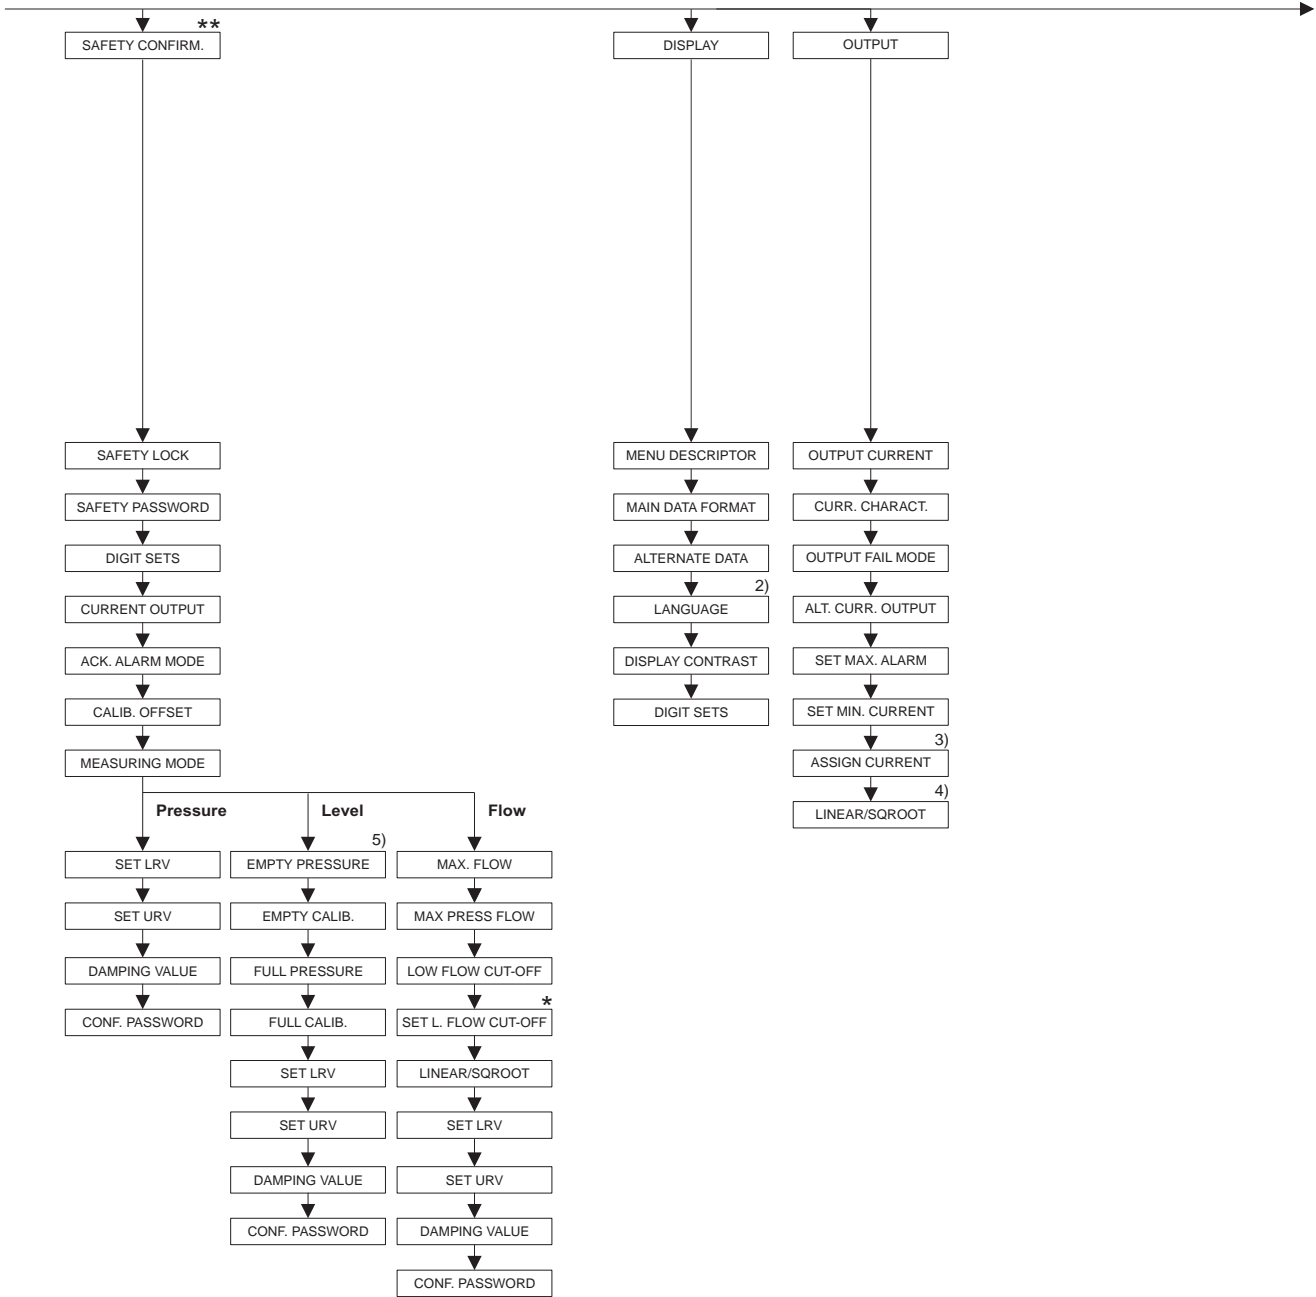 **
SAFETY CONFIRM.
DISPLAY
OUTPUT
SAFETY LOCK
SAFETY PASSWORD
DIGIT SETS
CURRENT OUTPUT
ACK. ALARM MODE
CALIB. OFFSET
MEASURING MODE
MENU DESCRIPTOR
MAIN DATA FORMAT
ALTERNATE DATA
2)
LANGUAGE
DISPLAY CONTRAST
DIGIT SETS
OUTPUT CURRENT
CURR. CHARACT.
OUTPUT FAIL MODE
ALT. CURR. OUTPUT
SET MAX. ALARM
SET MIN. CURRENT
3)
ASSIGN CURRENT
4)
LINEAR/SQROOT
Pressure
SET LRV
SET URV
DAMPING VALUE
CONF. PASSWORD
Level
5)
EMPTY PRESSURE
EMPTY CALIB.
FULL PRESSURE
FULL CALIB.
SET LRV
SET URV
DAMPING VALUE
CONF. PASSWORD
Flow
MAX. FLOW
MAX PRESS FLOW
LOW FLOW CUT-OFF
*
SET L. FLOW CUT-OFF
LINEAR/SQROOT
SET LRV
SET URV
DAMPING VALUE
CONF. PASSWORD